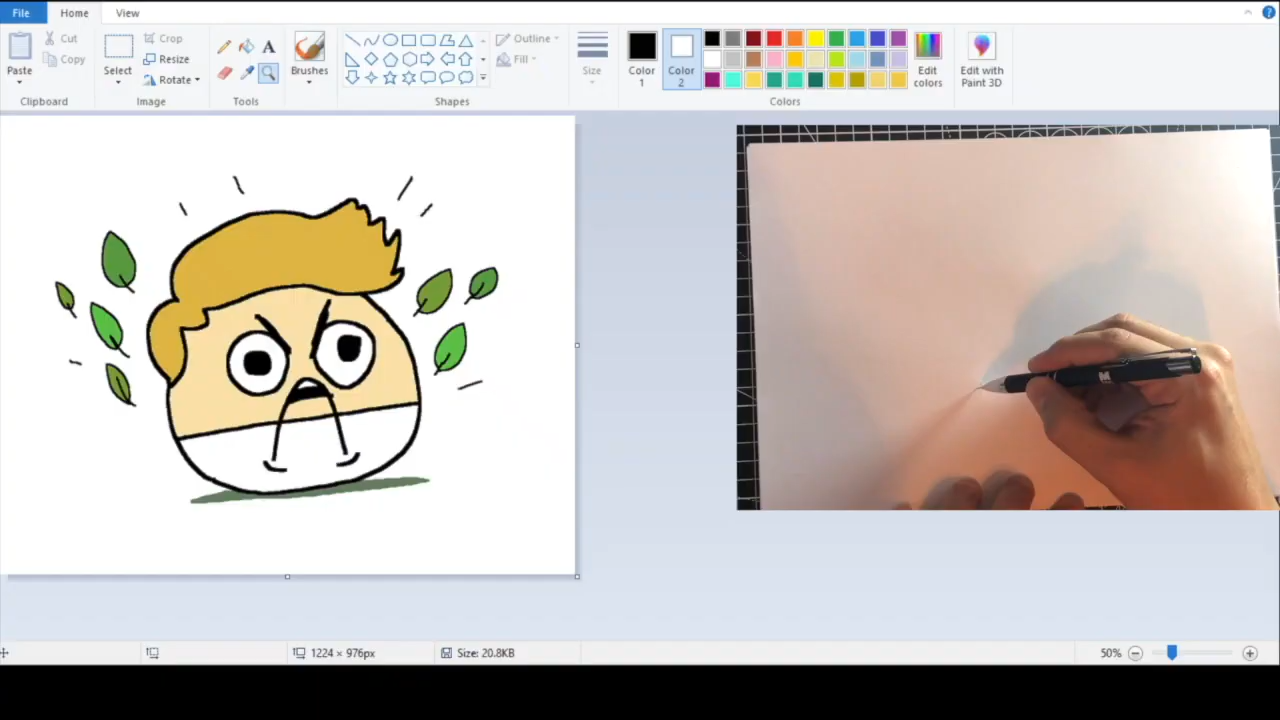 File Home View
Paste
Cut
Copy
Clipboard
Select
Crop
Resize
Rotate
Image
A
Tools
Brushes
Outline
Fill
Shapes
Size
Color 1
Color 2
Edit colors
Colors
Edit with Paint 3D
1224 × 976px
Size: 20.8KB
50%